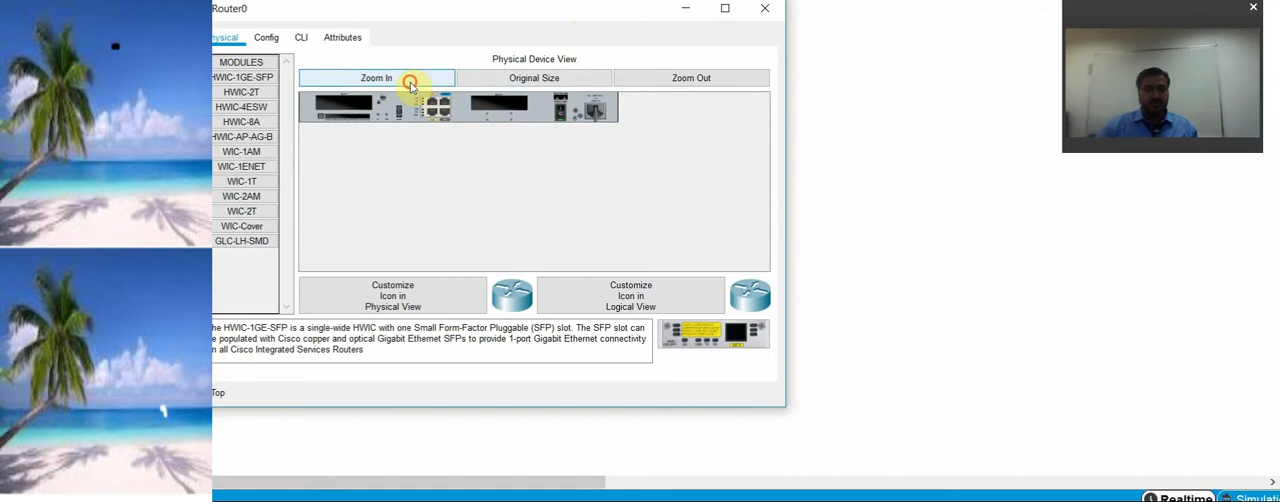 Router0
ysical Config CLI Attributes
MODULES
HWIC-1GE-SFP
HWIC-2T
HWIC-4ESW
HWIC-8A
HWIC-AP-AG-B
WIC-1AM
WIC-1ENET
WIC-1T
WIC-2AM
WIC-2T
WIC-Cover
GLC-LH-SMD
Physical Device View
Zoom In Original Size Zoom Out
Customize
Icon in
Physical View
Customize
Icon in
Logical View
he HWIC-1GE-SFP is a single-wide HWIC with one Small Form-Factor Pluggable (SFP) slot. The SFP slot can
e populated with Cisco copper and optical Gigabit Ethernet SFPs to provide 1-port Gigabit Ethernet connectivity
n all Cisco Integrated Services Routers
Top
Realtime Simulati